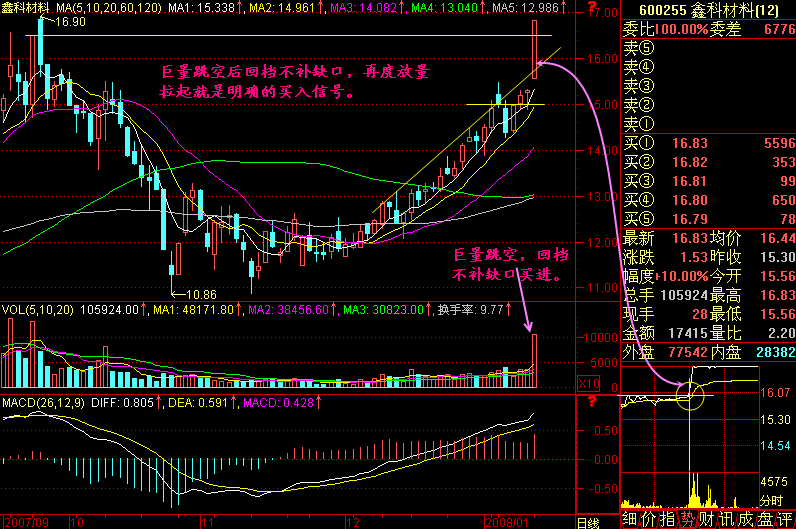 鑫科材料 MA(5,10,20,60,120) MA1: 15.338↑, MA2: 14.961↑, MA3: 14.082↑ MA4: 13.040↑ MA5: 12.986↑
?
17.00
16.90
16.00
15.00
14.00
13.00
12.00
11.00
巨量跳空后回档不补缺口，再度放量
拉起就是明确的买入信号。
巨量跳空，回档
不补缺口买进。
10.86
VOL(5,10,20) 105924.00↑, MA1: 48171.80↑, MA2: 38456.60↑, MA3: 30823.00↑, 换手率: 9.77↑
10000
5000
X10
MACD(26,12,9) DIFF: 0.805↑, DEA: 0.591↑, MACD: 0.428↑
?
0.50
0.00
-0.50
2007/09 10 11 12 2008/01 日线
600255 鑫科材料(12)
委比100.00% 委差 6776
卖⑤
卖④
卖③
卖②
卖①
买① 16.83 5596
买② 16.82 353
买③ 16.81 99
买④ 16.80 650
买⑤ 16.79 78
最新 16.83 均价 16.44
涨跌 1.53 昨收 15.30
幅度+10.00% 今开 15.56
总手 105924 最高 16.83
现手 28 最低 15.56
金额 17415 量比 2.20
外盘 77542 内盘 28382
16.07
15.30
14.54
4575
分时
细价指势财讯成盘评